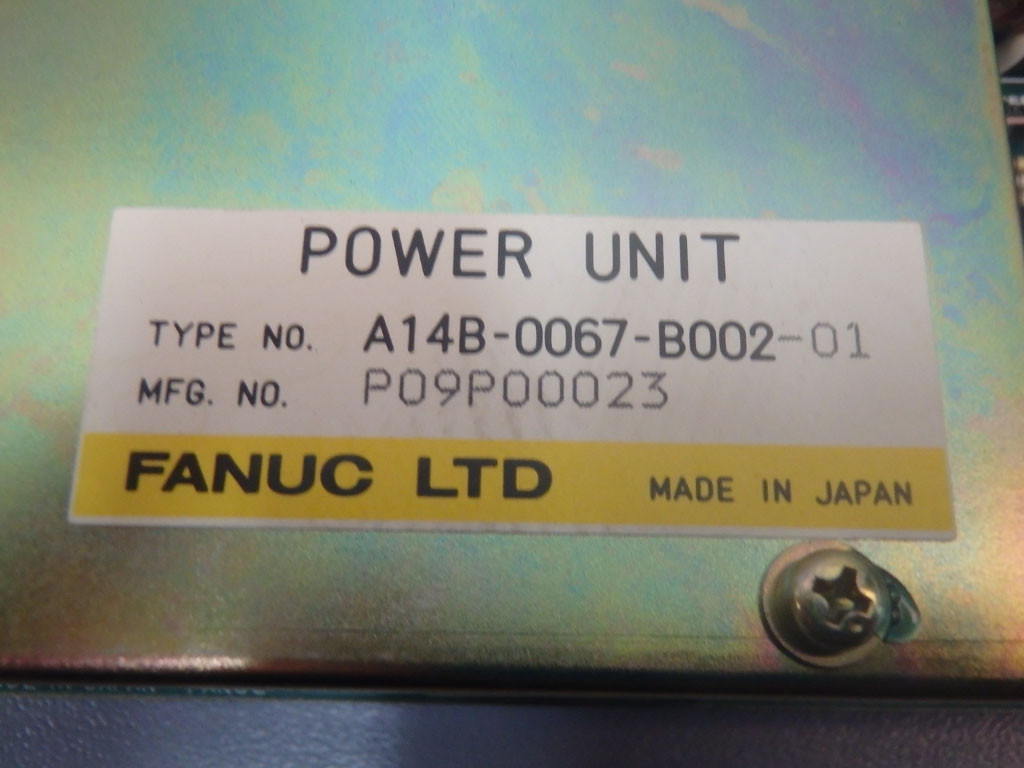 POWER UNIT
TYPE NO. A14B-0067-B002-01
MFG. NO. P09P00023
FANUC LTD MADE IN JAPAN